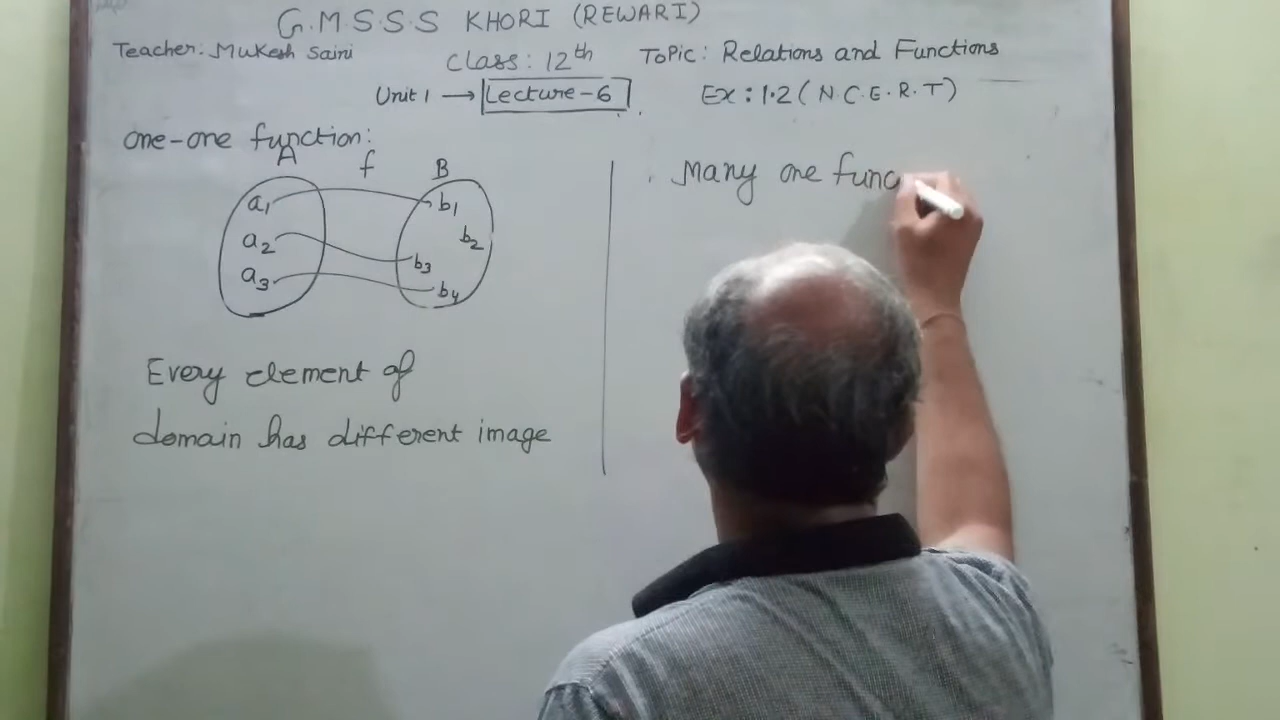 G.M.S.S.S KHORI (REWARI)
Teacher: Mukesh Saini Class: 12th Topic: Relations and Functions
Unit 1 → Lecture-6 Ex: 1.2 (N.C.E.R.T)
one-one function:
A f B
a1 b1
a2 b2
b3
a3 b4
Every element of
domain has different image
Many one func